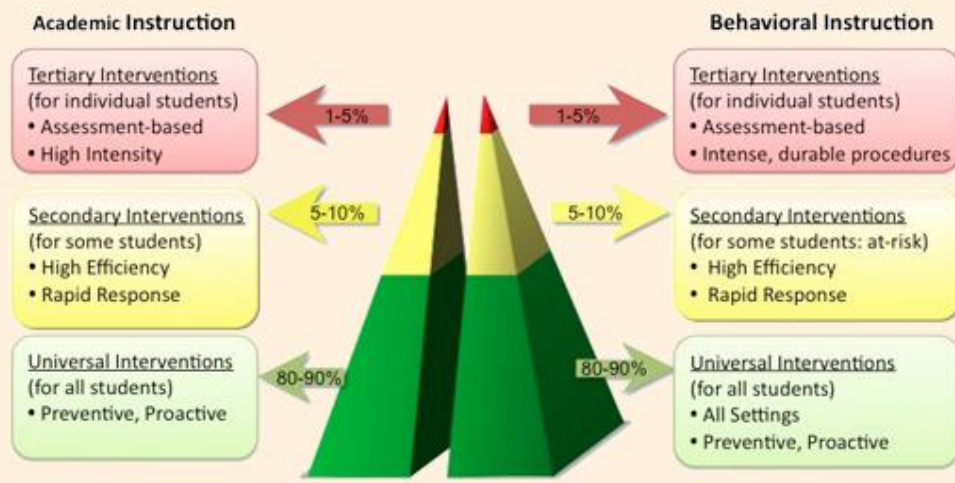 Academic Instruction
Tertiary Interventions
(for individual students)
• Assessment-based
• High Intensity
1-5%
Secondary Interventions
(for some students)
• High Efficiency
• Rapid Response
5-10%
Universal Interventions
(for all students)
• Preventive, Proactive
80-90%
Behavioral Instruction
1-5%
Tertiary Interventions
(for individual students)
• Assessment-based
• Intense, durable procedures
5-10%
Secondary Interventions
(for some students: at-risk)
• High Efficiency
• Rapid Response
80-90%
Universal Interventions
(for all students)
• All Settings
• Preventive, Proactive